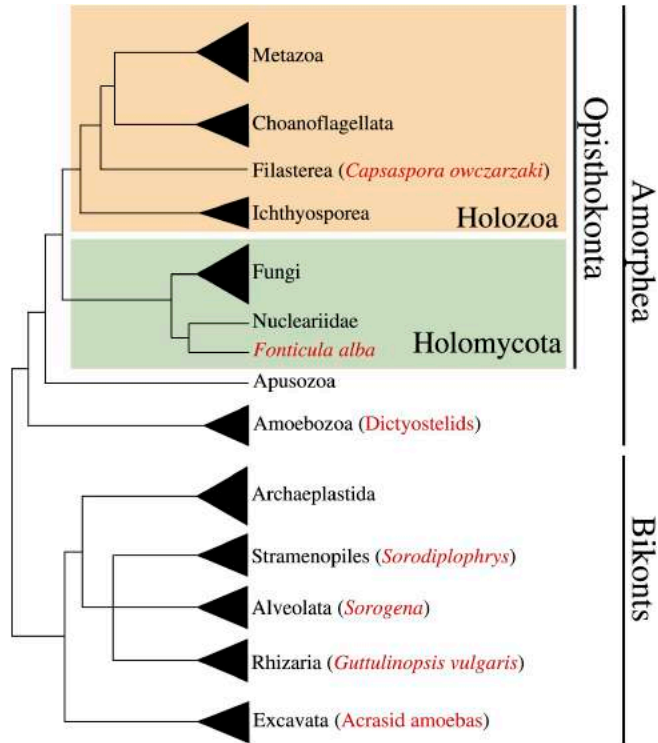 Metazoa
Choanoflagellata
Filasterea (Capsaspora owczarzaki)
Ichthyosporea
Holozoa
Fungi
Nucleariidae
Fonticula alba
Holomycota
Opisthokonta
Apusozoa
Amoebozoa (Dictyostelids)
Amorphea
Archaeplastida
Stramenopiles (Sorodiplophrys)
Alveolata (Sorogena)
Rhizaria (Guttulinopsis vulgaris)
Excavata (Acrasid amoebas)
Bikonts